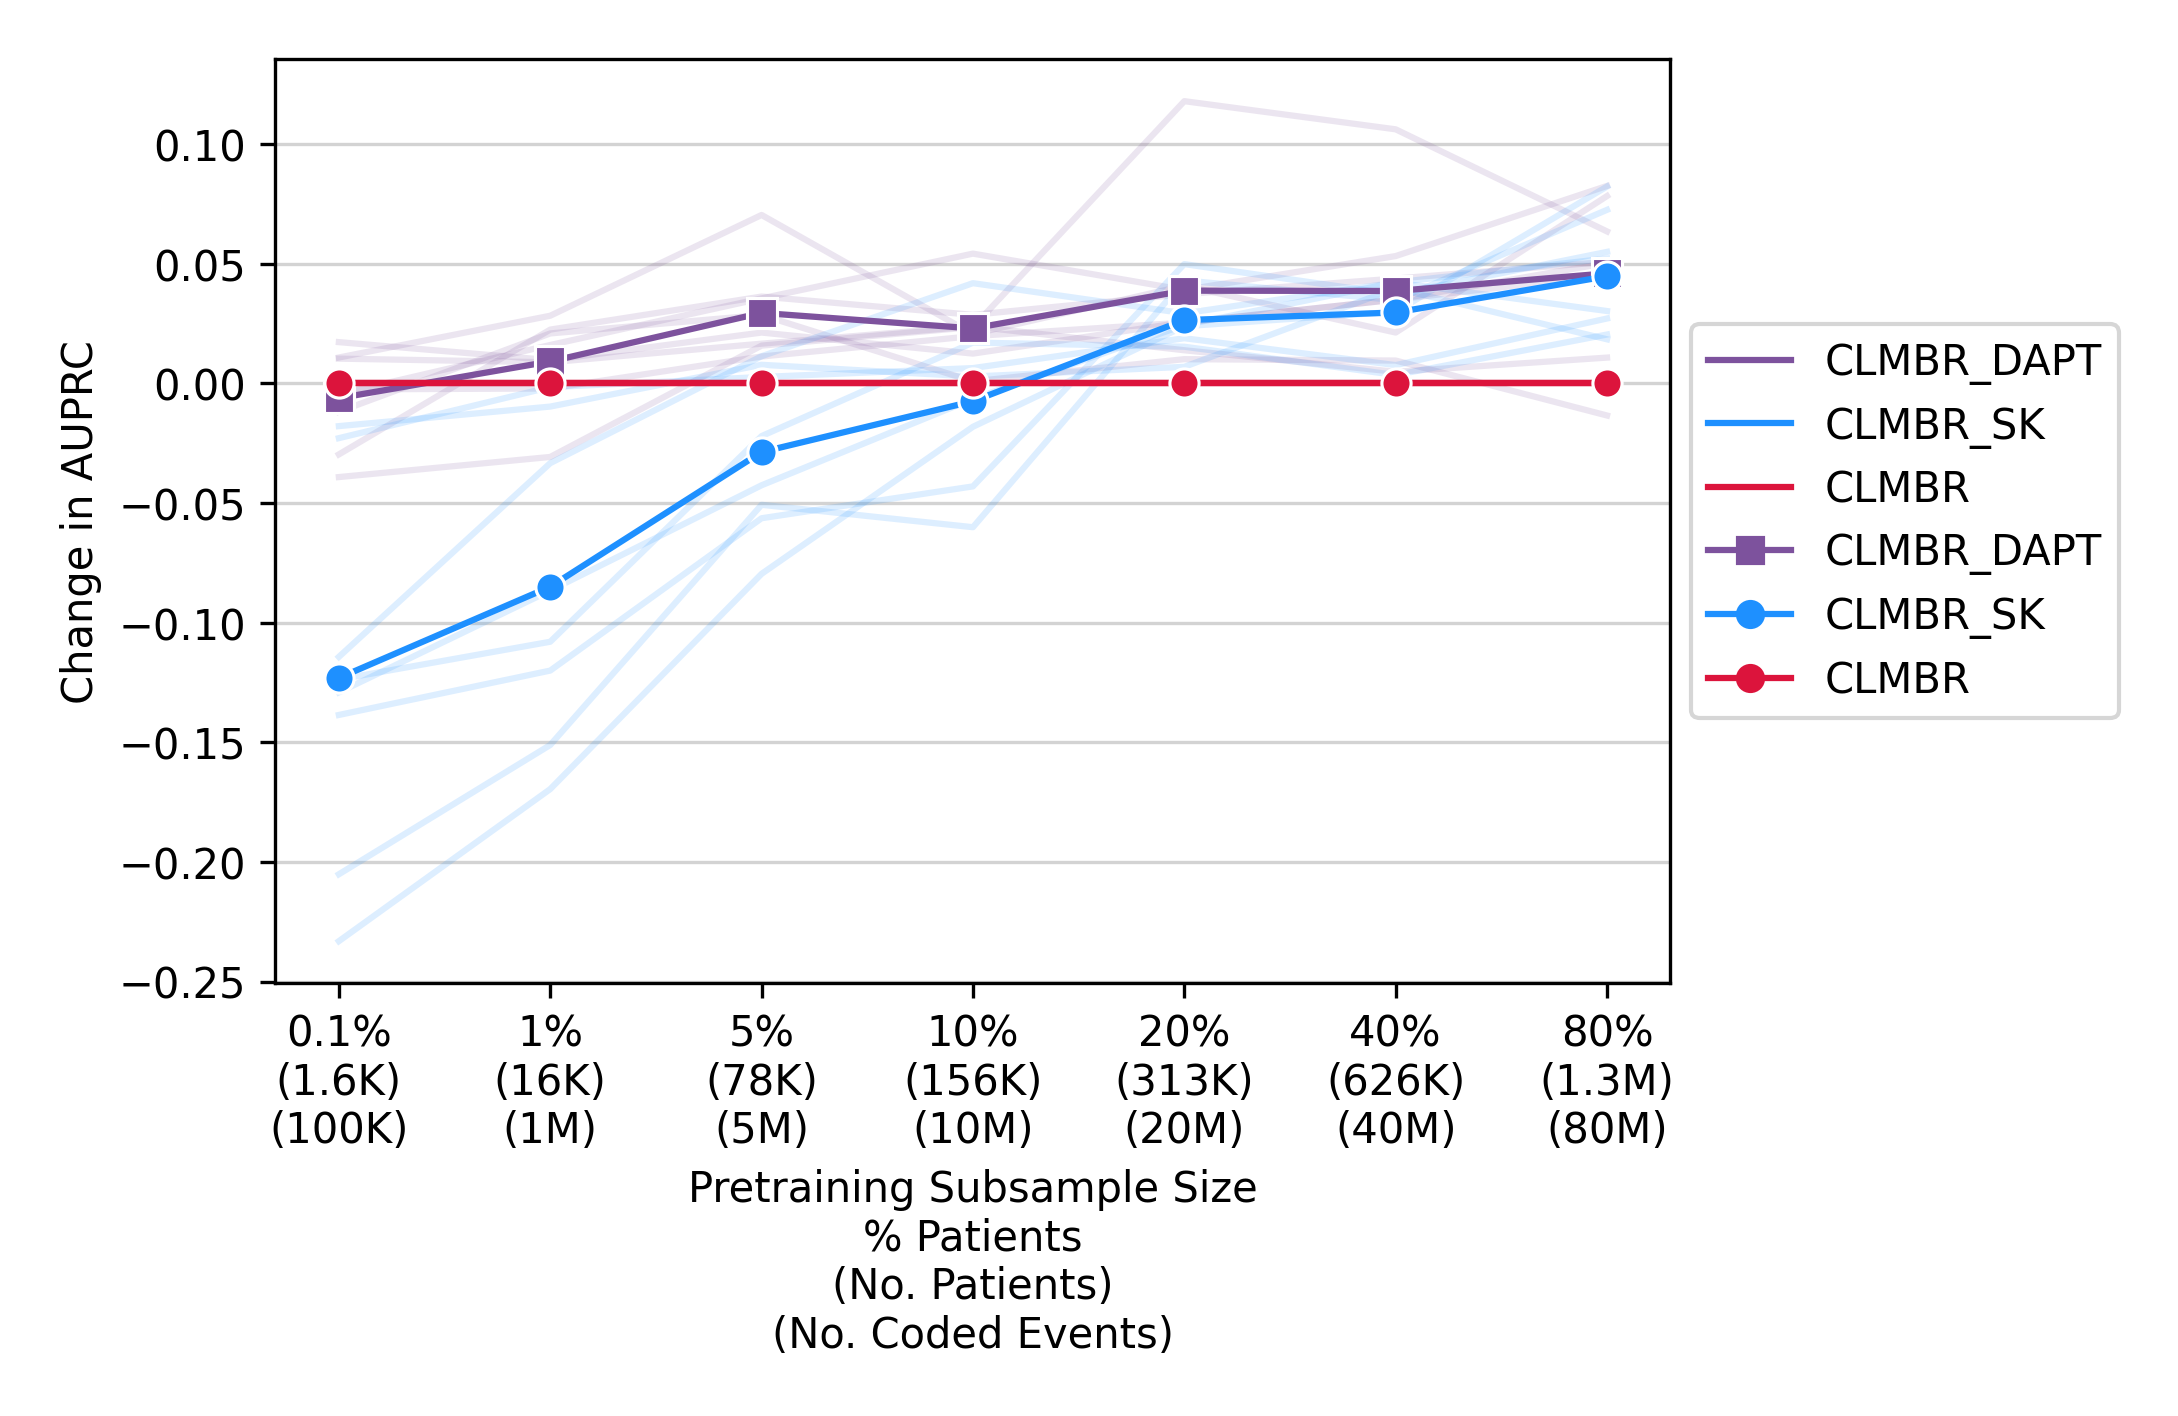 Change in AUPRC
0.10
0.05
0.00
−0.05
−0.10
−0.15
−0.20
−0.25
0.1% 1% 5% 10% 20% 40% 80%
(1.6K) (16K) (78K) (156K) (313K) (626K) (1.3M)
(100K) (1M) (5M) (10M) (20M) (40M) (80M)
Pretraining Subsample Size
% Patients
(No. Patients)
(No. Coded Events)
CLMBR_DAPT
CLMBR_SK
CLMBR
CLMBR_DAPT
CLMBR_SK
CLMBR